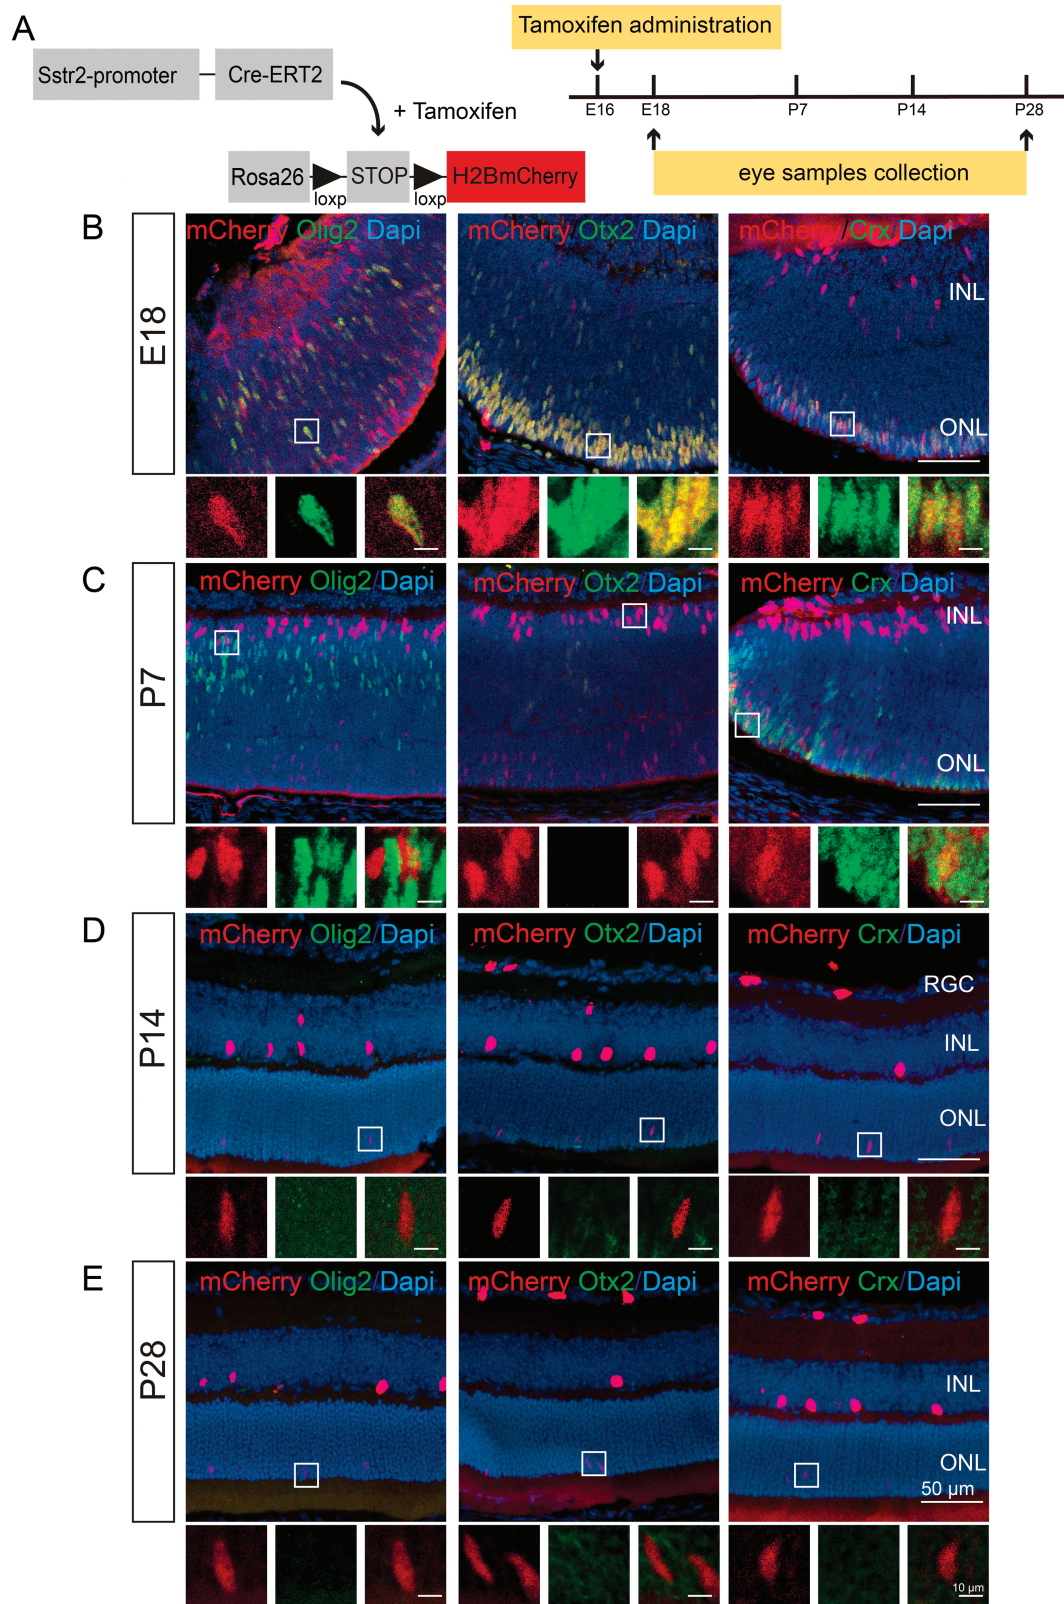 A
Tamoxifen administration
Sstr2-promoter
Cre-ERT2
+ Tamoxifen
E16
E18
P7
P14
P28
Rosa26
loxp
STOP
loxp
H2BmCherry
eye samples collection
B
E18
mCherry Olig2 Dapi
mCherry Otx2 Dapi
mCherry/Crx/Dapi
INL
ONL
C
P7
mCherry Olig2/Dapi
mCherry Otx2 Dapi
mCherry Crx Dapi
INL
ONL
D
P14
mCherry Olig2/Dapi
mCherry Otx2/Dapi
mCherry Crx/Dapi
RGC
INL
ONL
E
P28
mCherry Olig2/Dapi
mCherry Otx2/Dapi
mCherry Crx/Dapi
INL
ONL
50 µm
10 µm